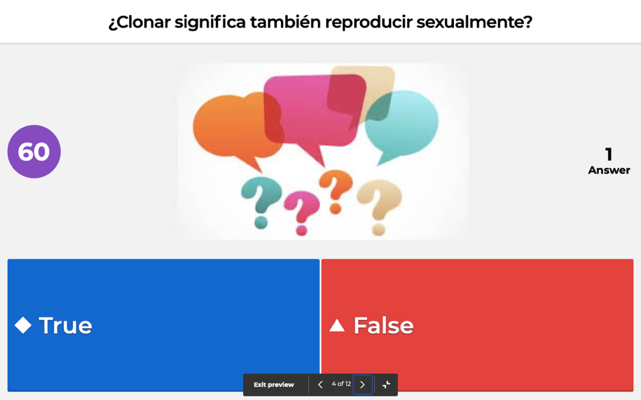 ¿Clonar significa también reproducir sexualmente?
60
1
Answer
True
False
Exit preview
4 of 12